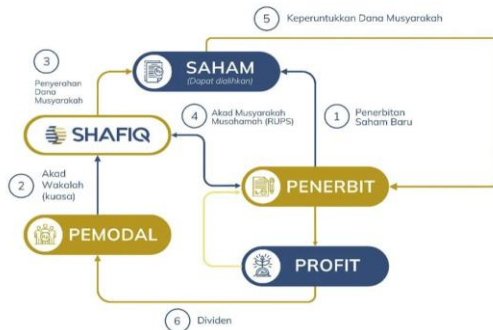 5 Keperuntukkan Dana Musyarakah
3
Penyerahan
Dana
Musyarakah
SAHAM
(Dapat dialihkan)
4
Akad Musyarakah
Musahamah (RUPS)
1
Penerbitan
Saham Baru
SHAFIQ
2
Akad
Wakalah
(kuasa)
PENERBIT
PEMODAL
PROFIT
6 Dividen